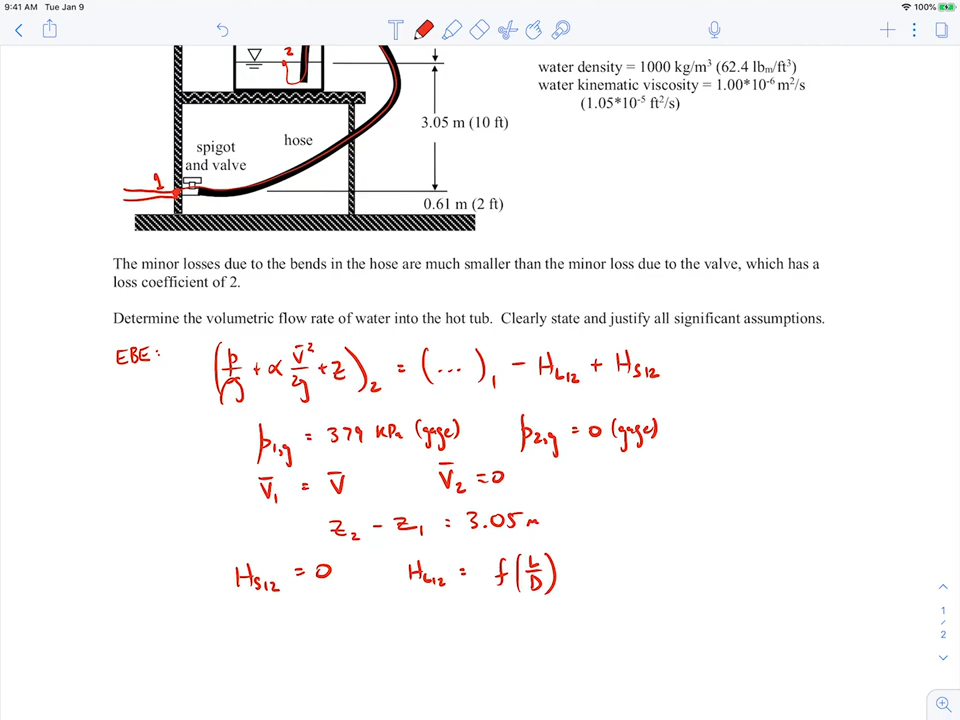 9:41 AM Tue Jan 9
100%
2
water density = 1000 kg/m³ (62.4 lbₘ/ft³)
water kinematic viscosity = 1.00*10⁻⁶ m²/s
(1.05*10⁻⁵ ft²/s)
3.05 m (10 ft)
spigot
and valve
hose
1
0.61 m (2 ft)
The minor losses due to the bends in the hose are much smaller than the minor loss due to the valve, which has a
loss coefficient of 2.
Determine the volumetric flow rate of water into the hot tub. Clearly state and justify all significant assumptions.
EBE: (p/ρg + α V̄²/2g + z)₂ = (...)₁ − H_L12 + H_S12
p_1,g = 379 kPa (gage) p_2,g = 0 (gage)
V̄₁ = V̄ V̄₂ = 0
z₂ − z₁ = 3.05 m
H_S12 = 0 H_L12 = f(L/D)
1
/
2